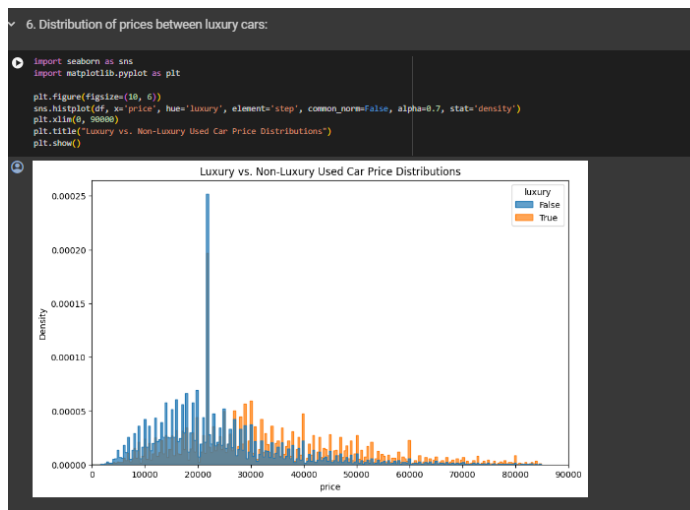 6. Distribution of prices between luxury cars:
import seaborn as sns
import matplotlib.pyplot as plt
plt.figure(figsize=(10, 6))
sns.histplot(df, x='price', hue='luxury', element='step', common_norm=False, alpha=0.7, stat='density')
plt.xlim(0, 90000)
plt.title("Luxury vs. Non-Luxury Used Car Price Distributions")
plt.show()
Luxury vs. Non-Luxury Used Car Price Distributions
luxury
False
True
0.00025
0.00020
0.00015
0.00010
0.00005
0.00000
Density
0 10000 20000 30000 40000 50000 60000 70000 80000 90000
price